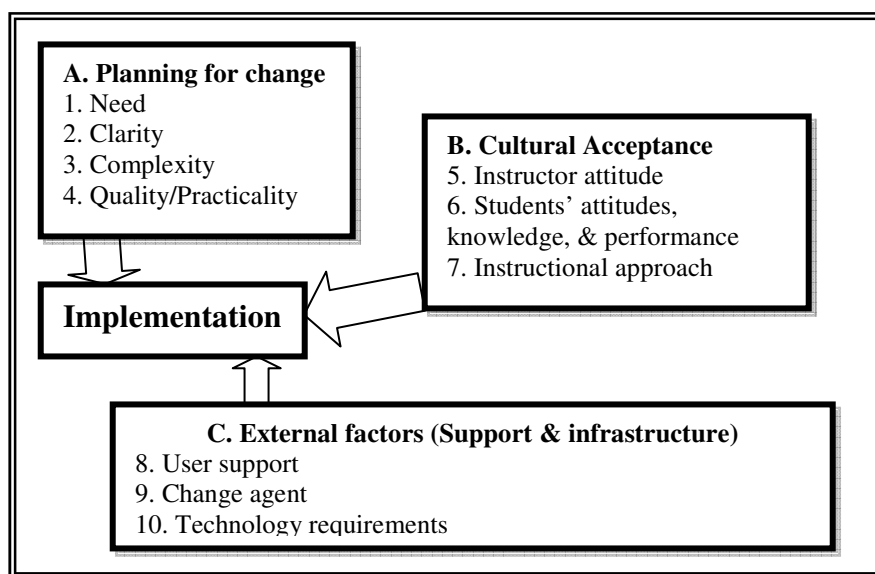 A. Planning for change
1. Need
2. Clarity
3. Complexity
4. Quality/Practicality
B. Cultural Acceptance
5. Instructor attitude
6. Students’ attitudes,
knowledge, & performance
7. Instructional approach
Implementation
C. External factors (Support & infrastructure)
8. User support
9. Change agent
10. Technology requirements